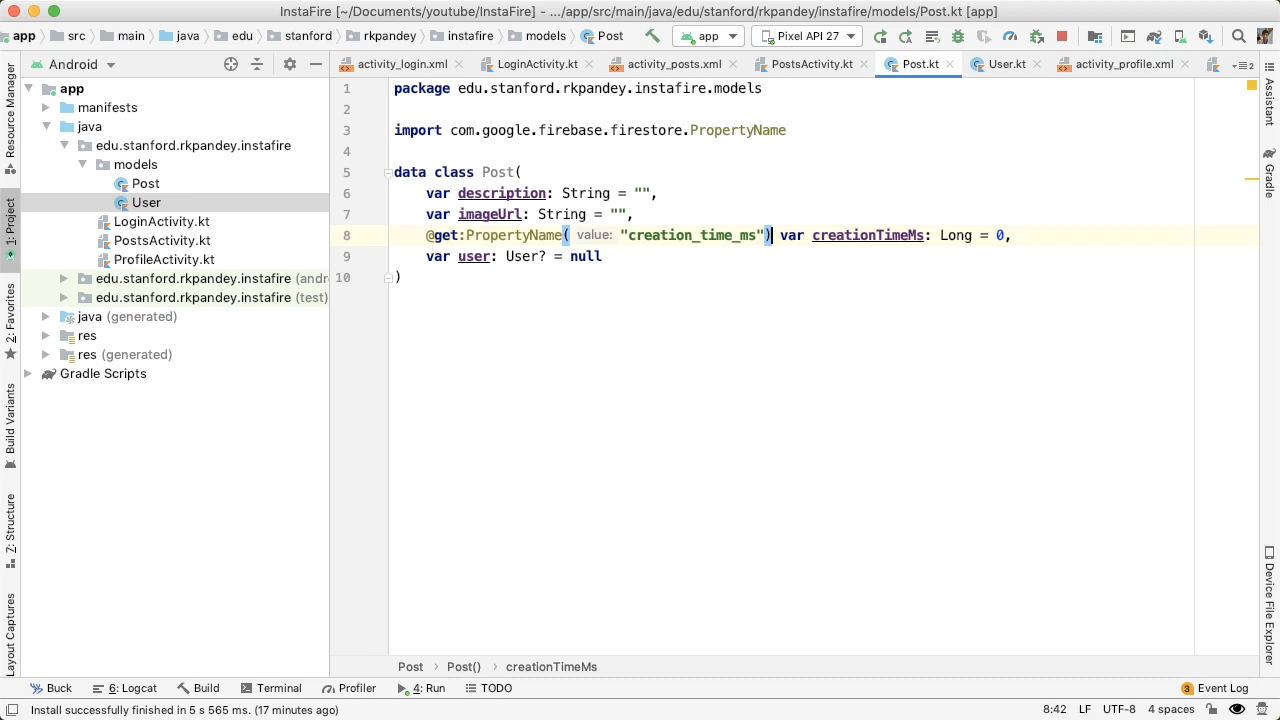 InstaFire [~/Documents/youtube/InstaFire] - .../app/src/main/java/edu/stanford/rkpandey/instafire/models/Post.kt [app]
app src main java edu stanford rkpandey instafire models Post app Pixel API 27
Android activity_login.xml LoginActivity.kt activity_posts.xml PostsActivity.kt Post.kt User.kt activity_profile.xml 2
app
manifests
java
edu.stanford.rkpandey.instafire
models
Post
User
LoginActivity.kt
PostsActivity.kt
ProfileActivity.kt
edu.stanford.rkpandey.instafire (andr
edu.stanford.rkpandey.instafire (test)
java (generated)
res
res (generated)
Gradle Scripts
1 package edu.stanford.rkpandey.instafire.models
2
3 import com.google.firebase.firestore.PropertyName
4
5 data class Post(
6 var description: String = "",
7 var imageUrl: String = "",
8 @get:PropertyName( value: "creation_time_ms") var creationTimeMs: Long = 0,
9 var user: User? = null
10 )
Resource Manager
1: Project
2: Favorites
Build Variants
7: Structure
Layout Captures
Assistant
Gradle
Device File Explorer
Post Post() creationTimeMs
Buck 6: Logcat Build Terminal Profiler 4: Run TODO 3 Event Log
Install successfully finished in 5 s 565 ms. (17 minutes ago) 8:42 LF UTF-8 4 spaces